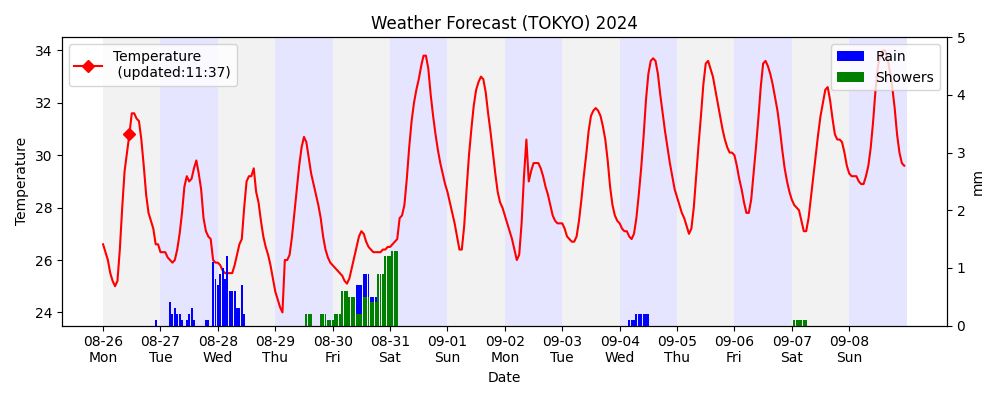 Weather Forecast (TOKYO) 2024
Temperature
(updated:11:37)
Rain
Showers
Temperature
34
32
30
28
26
24
5
4
3
2
1
0
mm
08-26 08-27 08-28 08-29 08-30 08-31 09-01 09-02 09-03 09-04 09-05 09-06 09-07 09-08
Mon Tue Wed Thu Fri Sat Sun Mon Tue Wed Thu Fri Sat Sun
Date